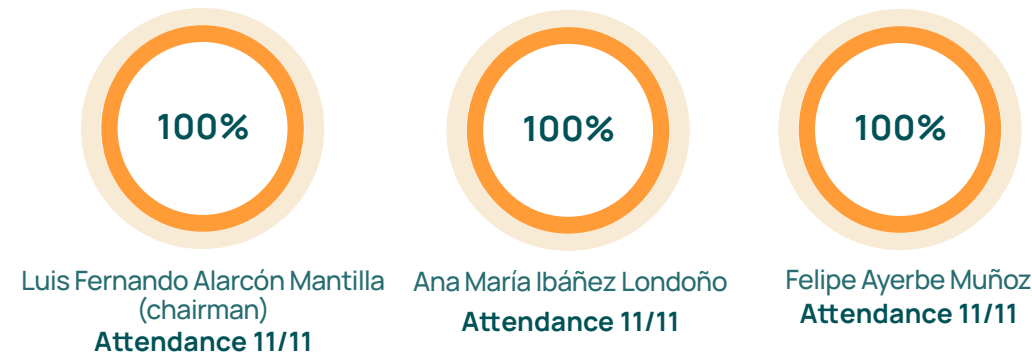 100%
100%
100%
Luis Fernando Alarcón Mantilla
(chairman)
Attendance 11/11
Ana María Ibáñez Londoño
Attendance 11/11
Felipe Ayerbe Muñoz
Attendance 11/11